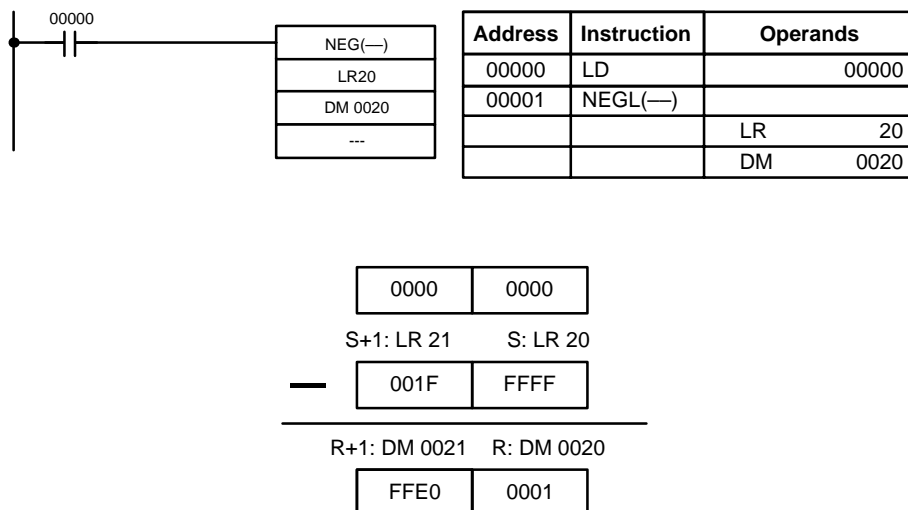 00000
NEG(—)
LR20
DM 0020
---
Address Instruction Operands
00000 LD 00000
00001 NEGL(—)
LR 20
DM 0020
0000 0000
S+1: LR 21 S: LR 20
— 001F FFFF
R+1: DM 0021 R: DM 0020
FFE0 0001